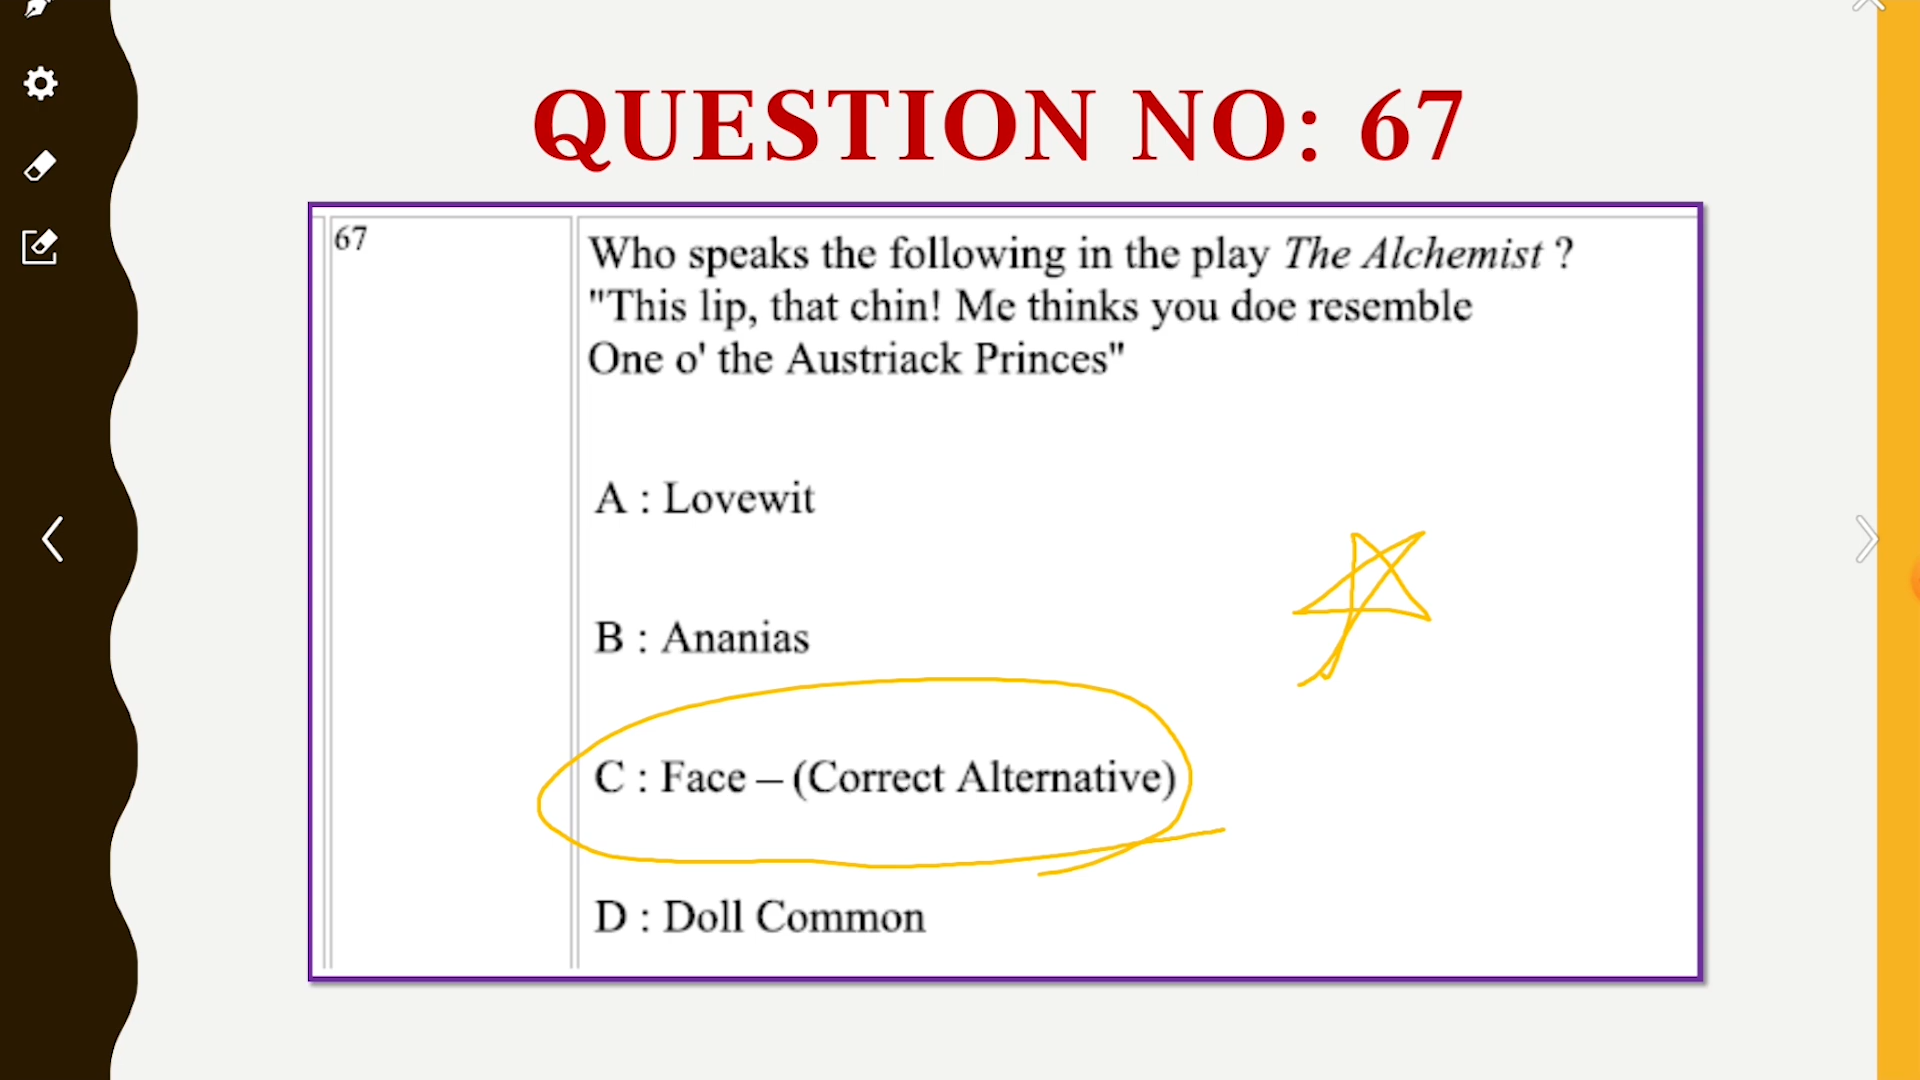 QUESTION NO: 67
67
Who speaks the following in the play The Alchemist ?
"This lip, that chin! Me thinks you doe resemble
One o' the Austriack Princes"
A : Lovewit
B : Ananias
C : Face – (Correct Alternative)
D : Doll Common